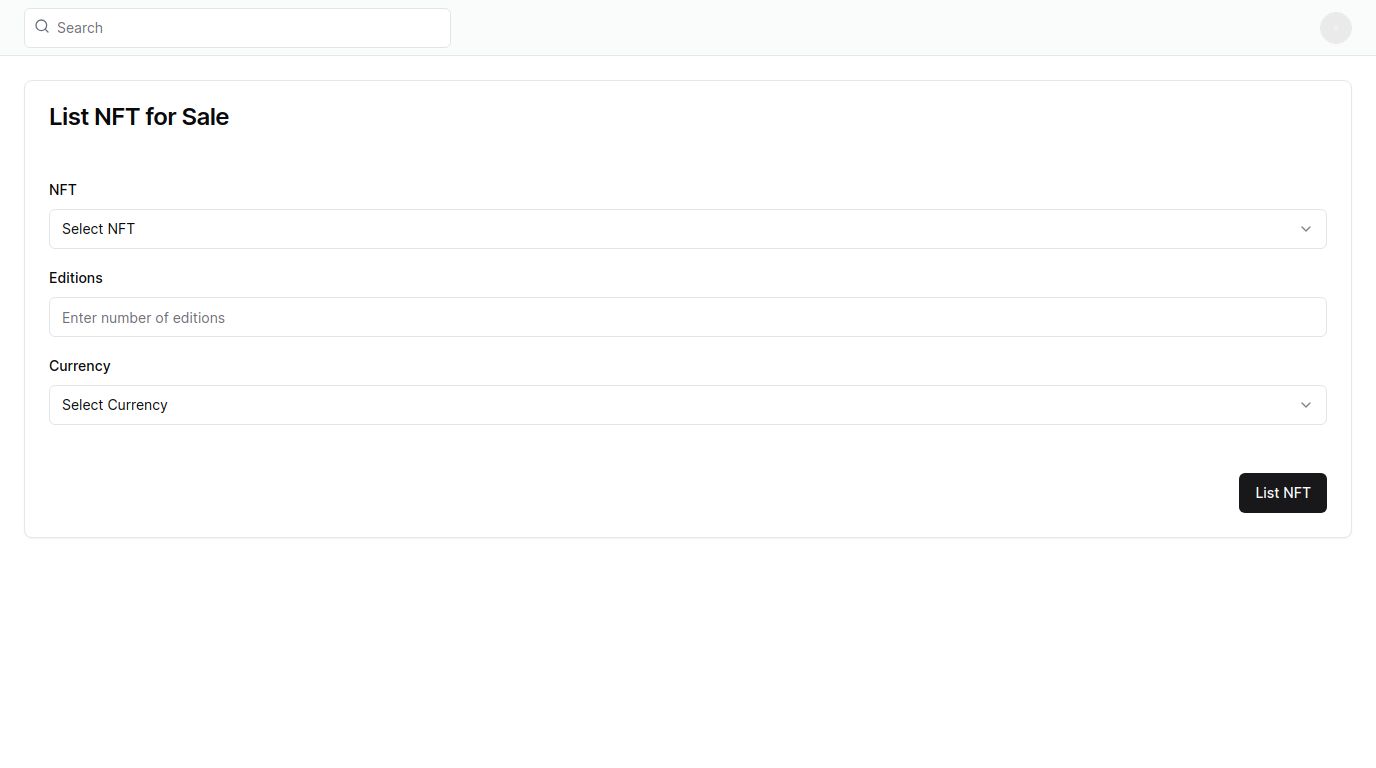 Search
List NFT for Sale
NFT
Select NFT
Editions
Enter number of editions
Currency
Select Currency
List NFT